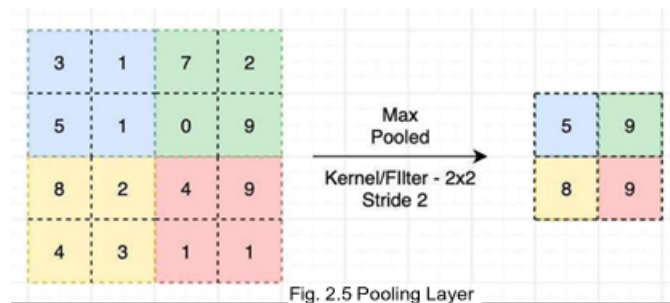 3 1 7 2
5 1 0 9
8 2 4 9
4 3 1 1
Max
Pooled
Kernel/FIlter - 2x2
Stride 2
5 9
8 9
Fig. 2.5 Pooling Layer